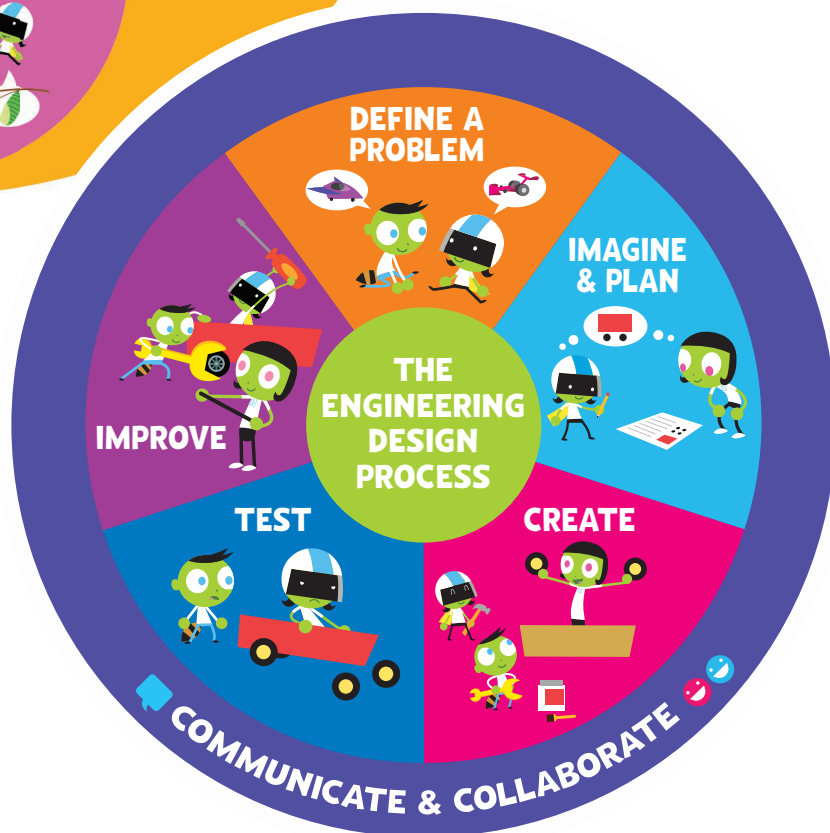 DEFINE A
PROBLEM
IMAGINE
& PLAN
THE
ENGINEERING
DESIGN
PROCESS
IMPROVE
TEST
CREATE
COMMUNICATE & COLLABORATE